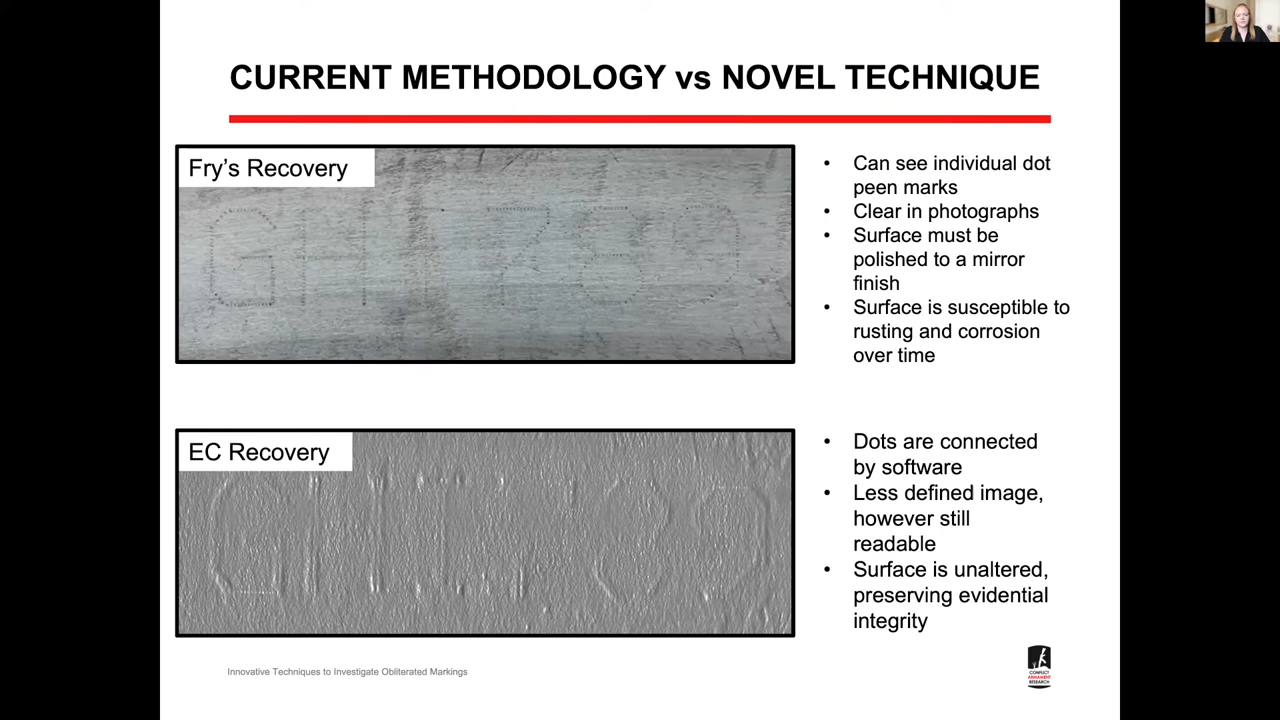 CURRENT METHODOLOGY vs NOVEL TECHNIQUE
Fry's Recovery
• Can see individual dot
peen marks
• Clear in photographs
• Surface must be
polished to a mirror
finish
• Surface is susceptible to
rusting and corrosion
over time
EC Recovery
• Dots are connected
by software
• Less defined image,
however still
readable
• Surface is unaltered,
preserving evidential
integrity
Innovative Techniques to Investigate Obliterated Markings
CONFLICT
ARMAMENT
RESEARCH